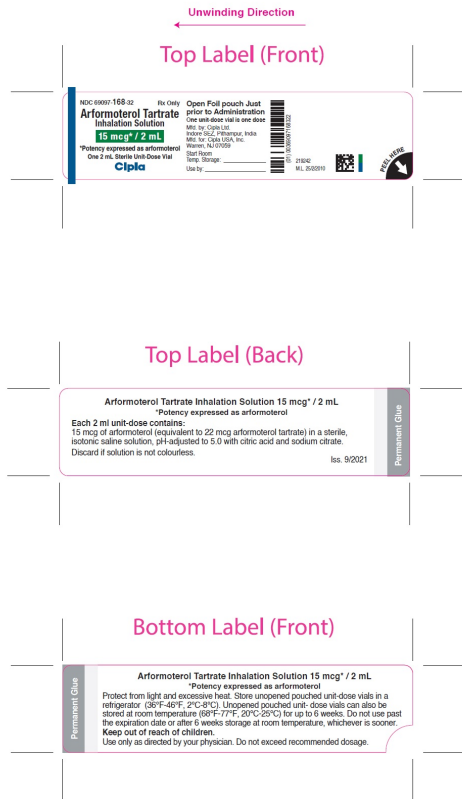 Unwinding Direction
Top Label (Front)
NDC 69097-168-32 Rx Only
Arformoterol Tartrate
Inhalation Solution
15 mcg* / 2 mL
*Potency expressed as arformoterol
One 2 mL Sterile Unit-Dose Vial
Cipla
Open Foil pouch Just
prior to Administration
One unit-dose vial is one dose
Mfd. by: Cipla Ltd.
Indore SEZ, Pithampur, India
Mfd. for: Cipla USA, Inc.
Warren, NJ 07059
Start Room
Temp. Storage:
Use by:
(01) 00369097168322
219242
M.L. 25/2/2010
PEEL HERE
Top Label (Back)
Arformoterol Tartrate Inhalation Solution 15 mcg* / 2 mL
*Potency expressed as arformoterol
Each 2 ml unit-dose contains:
15 mcg of arformoterol (equivalent to 22 mcg arformoterol tartrate) in a sterile,
isotonic saline solution, pH-adjusted to 5.0 with citric acid and sodium citrate.
Discard if solution is not colourless.
Iss. 9/2021
Permanent Glue
Bottom Label (Front)
Permanent Glue
Arformoterol Tartrate Inhalation Solution 15 mcg* / 2 mL
*Potency expressed as arformoterol
Protect from light and excessive heat. Store unopened pouched unit-dose vials in a
refrigerator (36°F-46°F, 2°C-8°C). Unopened pouched unit- dose vials can also be
stored at room temperature (68°F-77°F, 20°C-25°C) for up to 6 weeks. Do not use past
the expiration date or after 6 weeks storage at room temperature, whichever is sooner.
Keep out of reach of children.
Use only as directed by your physician. Do not exceed recommended dosage.